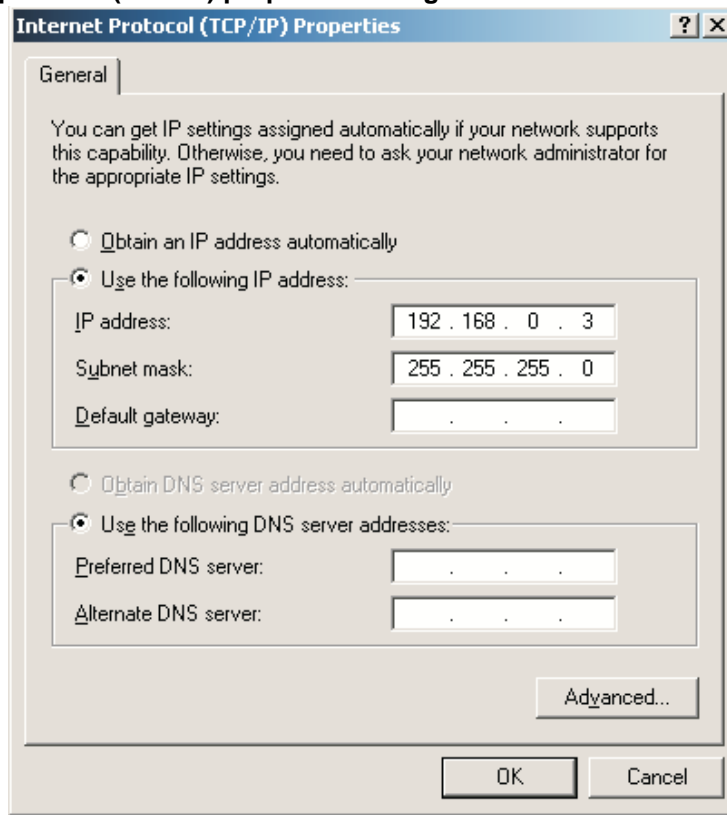 Internet Protocol (TCP/IP) Properties ? X
General
You can get IP settings assigned automatically if your network supports
this capability. Otherwise, you need to ask your network administrator for
the appropriate IP settings.
Obtain an IP address automatically
Use the following IP address:
IP address: 192 . 168 . 0 . 3
Subnet mask: 255 . 255 . 255 . 0
Default gateway: . . .
Obtain DNS server address automatically
Use the following DNS server addresses:
Preferred DNS server: . . .
Alternate DNS server: . . .
Advanced...
OK Cancel